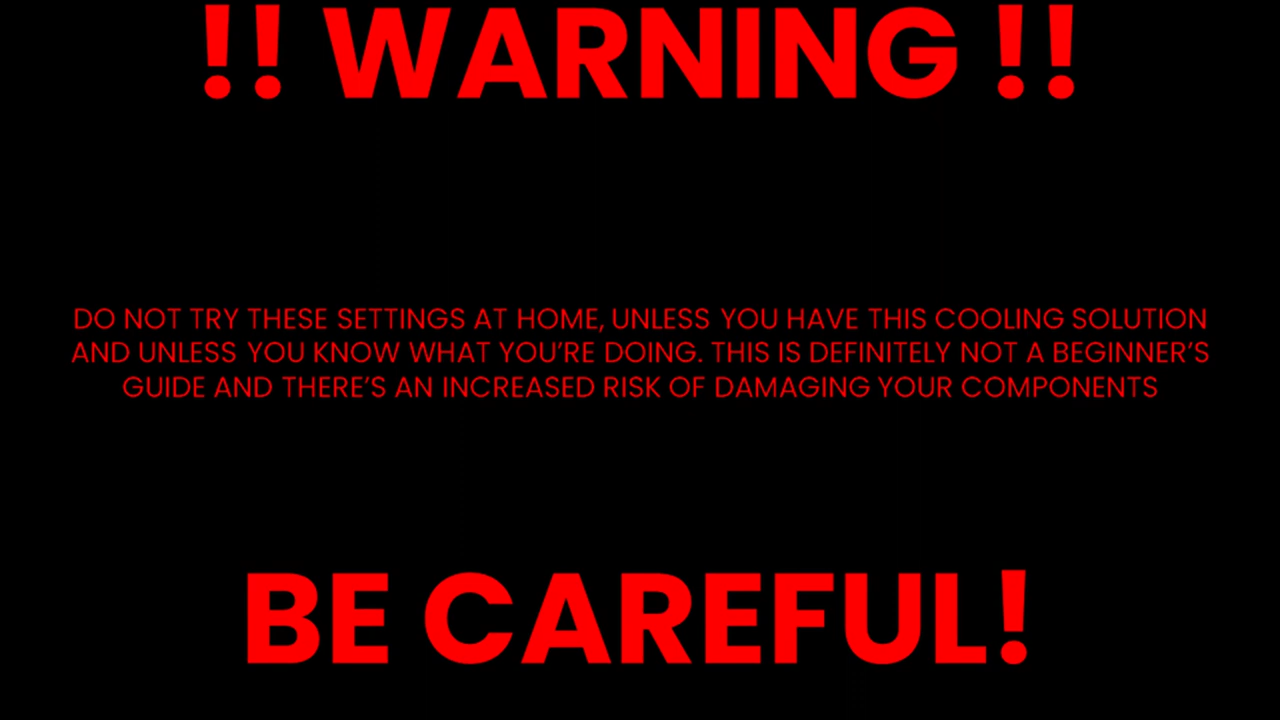 !! WARNING !!
DO NOT TRY THESE SETTINGS AT HOME, UNLESS YOU HAVE THIS COOLING SOLUTION
AND UNLESS YOU KNOW WHAT YOU’RE DOING. THIS IS DEFINITELY NOT A BEGINNER’S
GUIDE AND THERE’S AN INCREASED RISK OF DAMAGING YOUR COMPONENTS
BE CAREFUL!